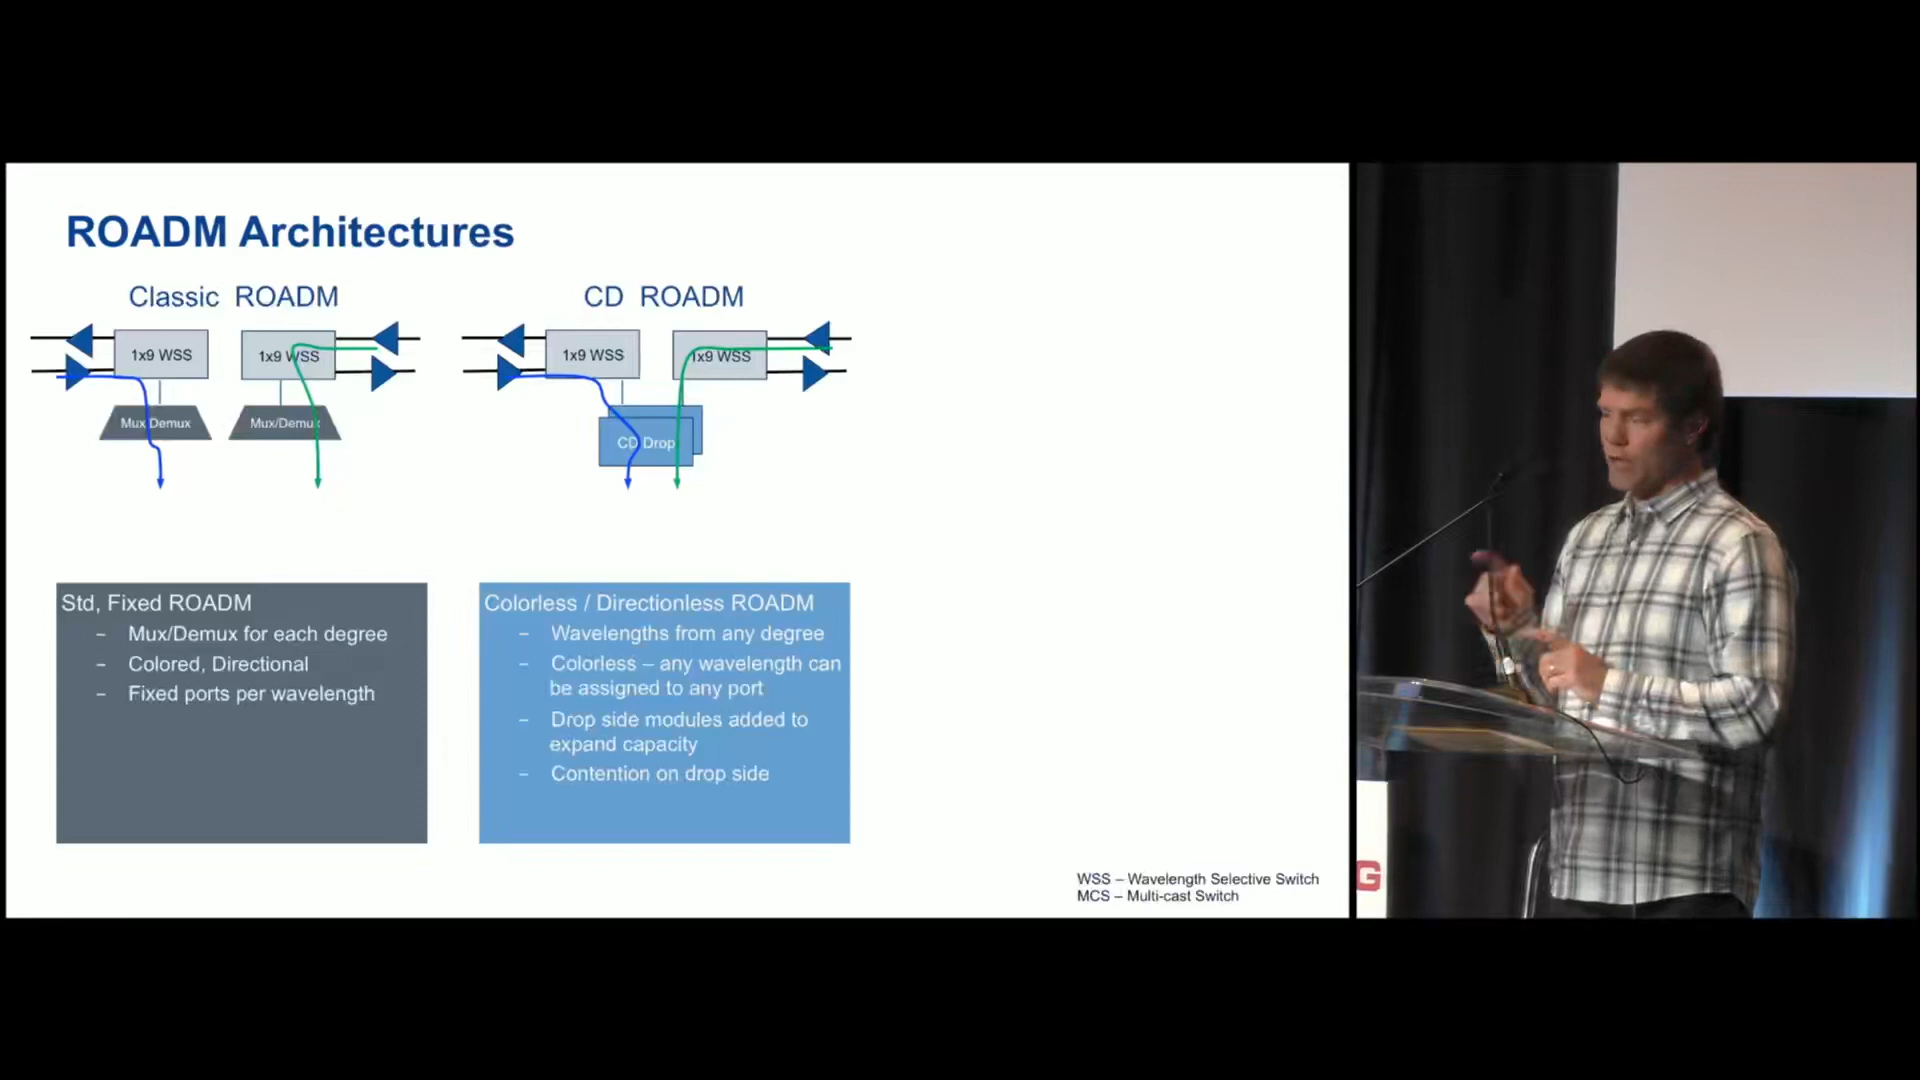 ROADM Architectures
Classic ROADM
CD ROADM
1x9 WSS
1x9 WSS
1x9 WSS
1x9 WSS
Mux/Demux
Mux/Demux
CD Drop
Std, Fixed ROADM
– Mux/Demux for each degree
– Colored, Directional
– Fixed ports per wavelength
Colorless / Directionless ROADM
– Wavelengths from any degree
– Colorless – any wavelength can
be assigned to any port
– Drop side modules added to
expand capacity
– Contention on drop side
WSS – Wavelength Selective Switch
MCS – Multi-cast Switch
G